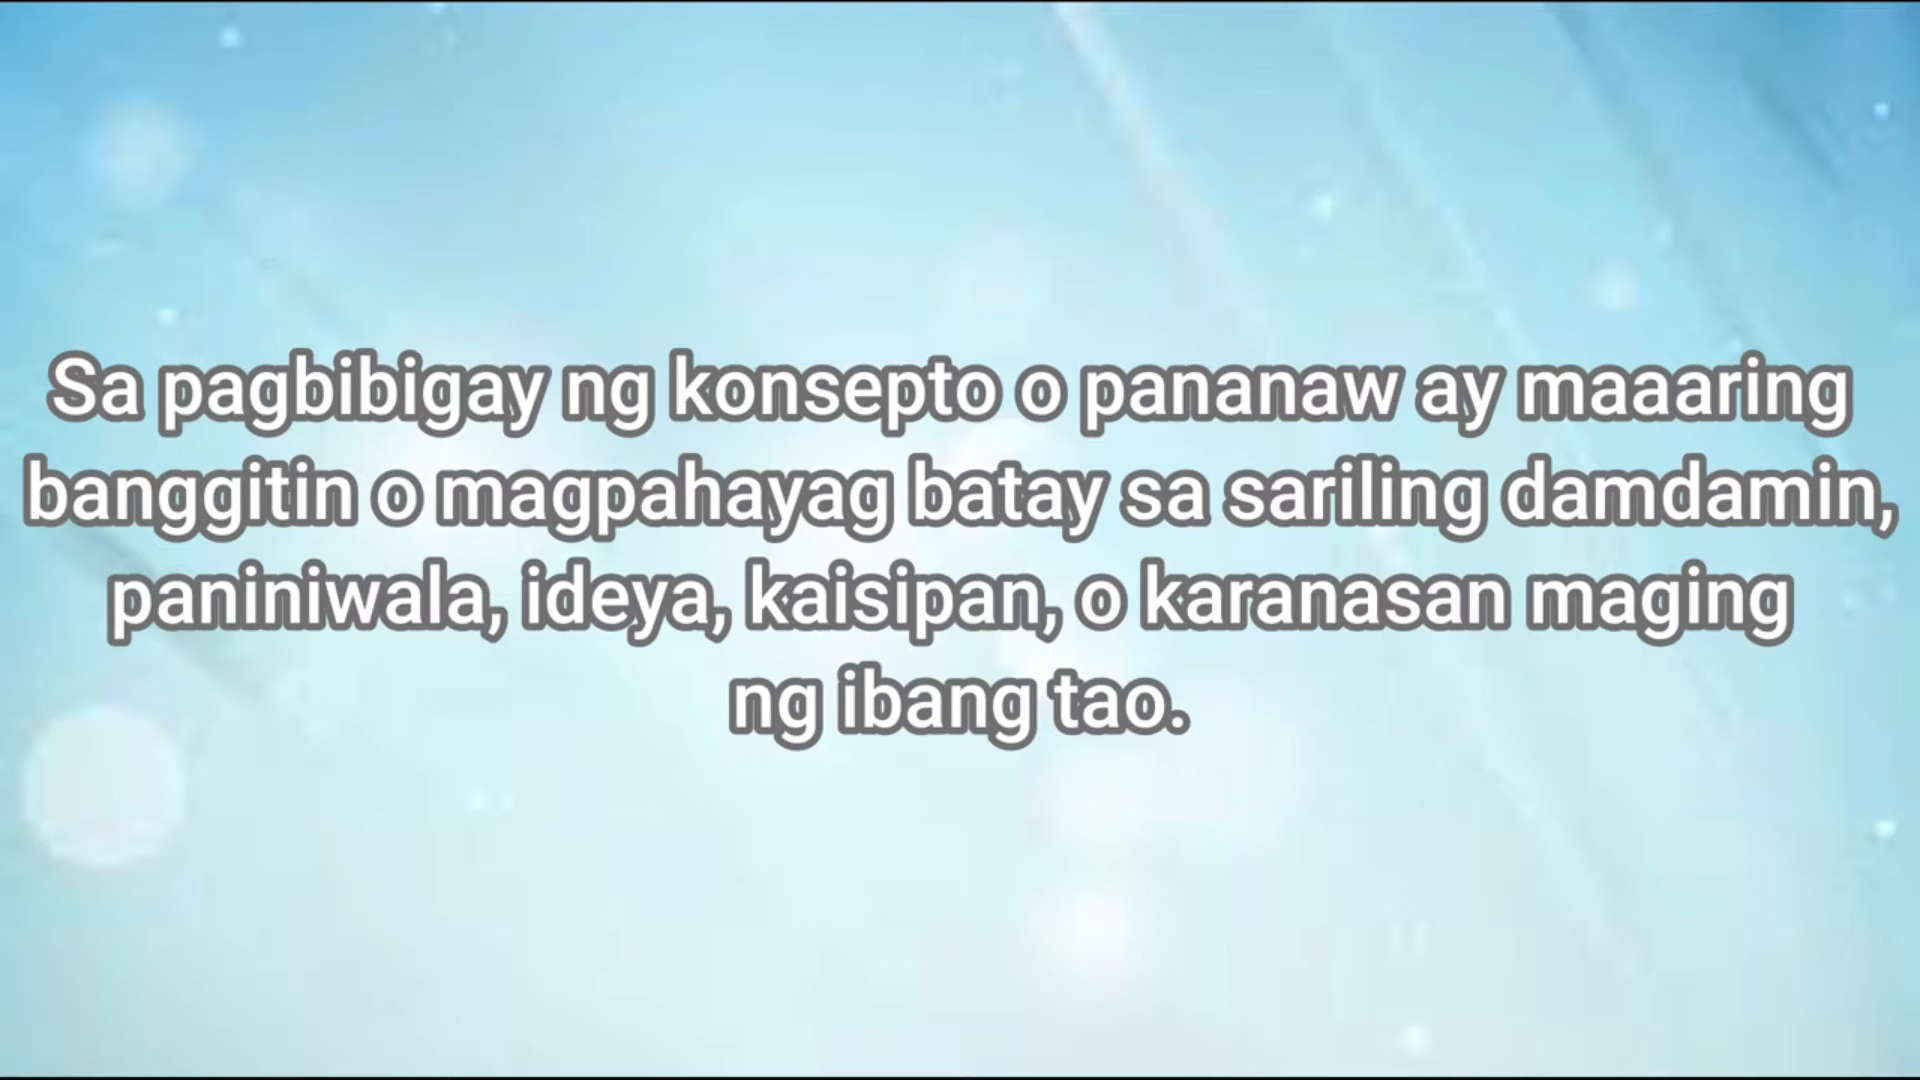 Sa pagbibigay ng konsepto o pananaw ay maaaring
banggitin o magpahayag batay sa sariling damdamin,
paniniwala, ideya, kaisipan, o karanasan maging
ng ibang tao.